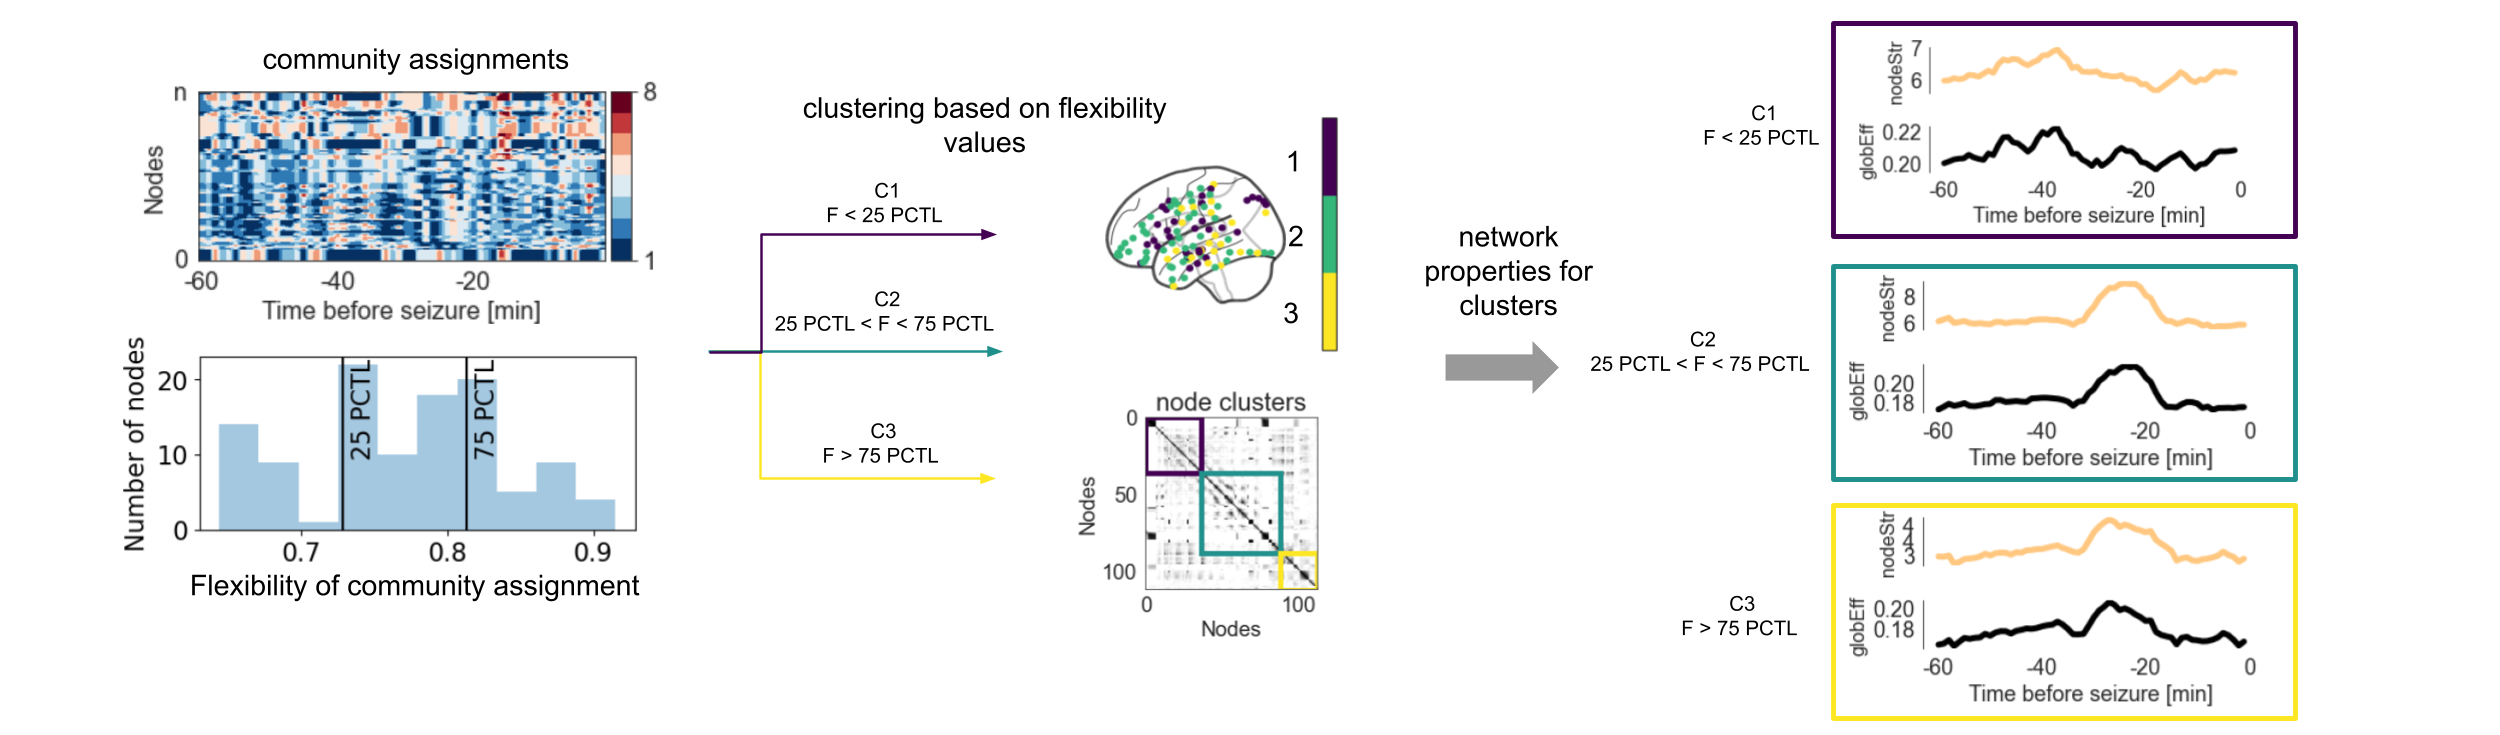 community assignments
n
Nodes
0
8
1
-60
-40
-20
Time before seizure [min]
Number of nodes
20
10
0
25 PCTL
75 PCTL
0.7
0.8
0.9
Flexibility of community assignment
clustering based on flexibility
values
C1
F < 25 PCTL
C2
25 PCTL < F < 75 PCTL
C3
F > 75 PCTL
1
2
3
node clusters
0
50
100
Nodes
0
100
Nodes
network
properties for
clusters
C1
F < 25 PCTL
nodeStr
7
6
globEff
0.22
0.20
-60
-40
-20
0
Time before seizure [min]
C2
25 PCTL < F < 75 PCTL
nodeStr
8
6
globEff
0.20
0.18
-60
-40
-20
0
Time before seizure [min]
C3
F > 75 PCTL
nodeStr
4
4
3
globEff
0.20
0.18
-60
-40
-20
0
Time before seizure [min]